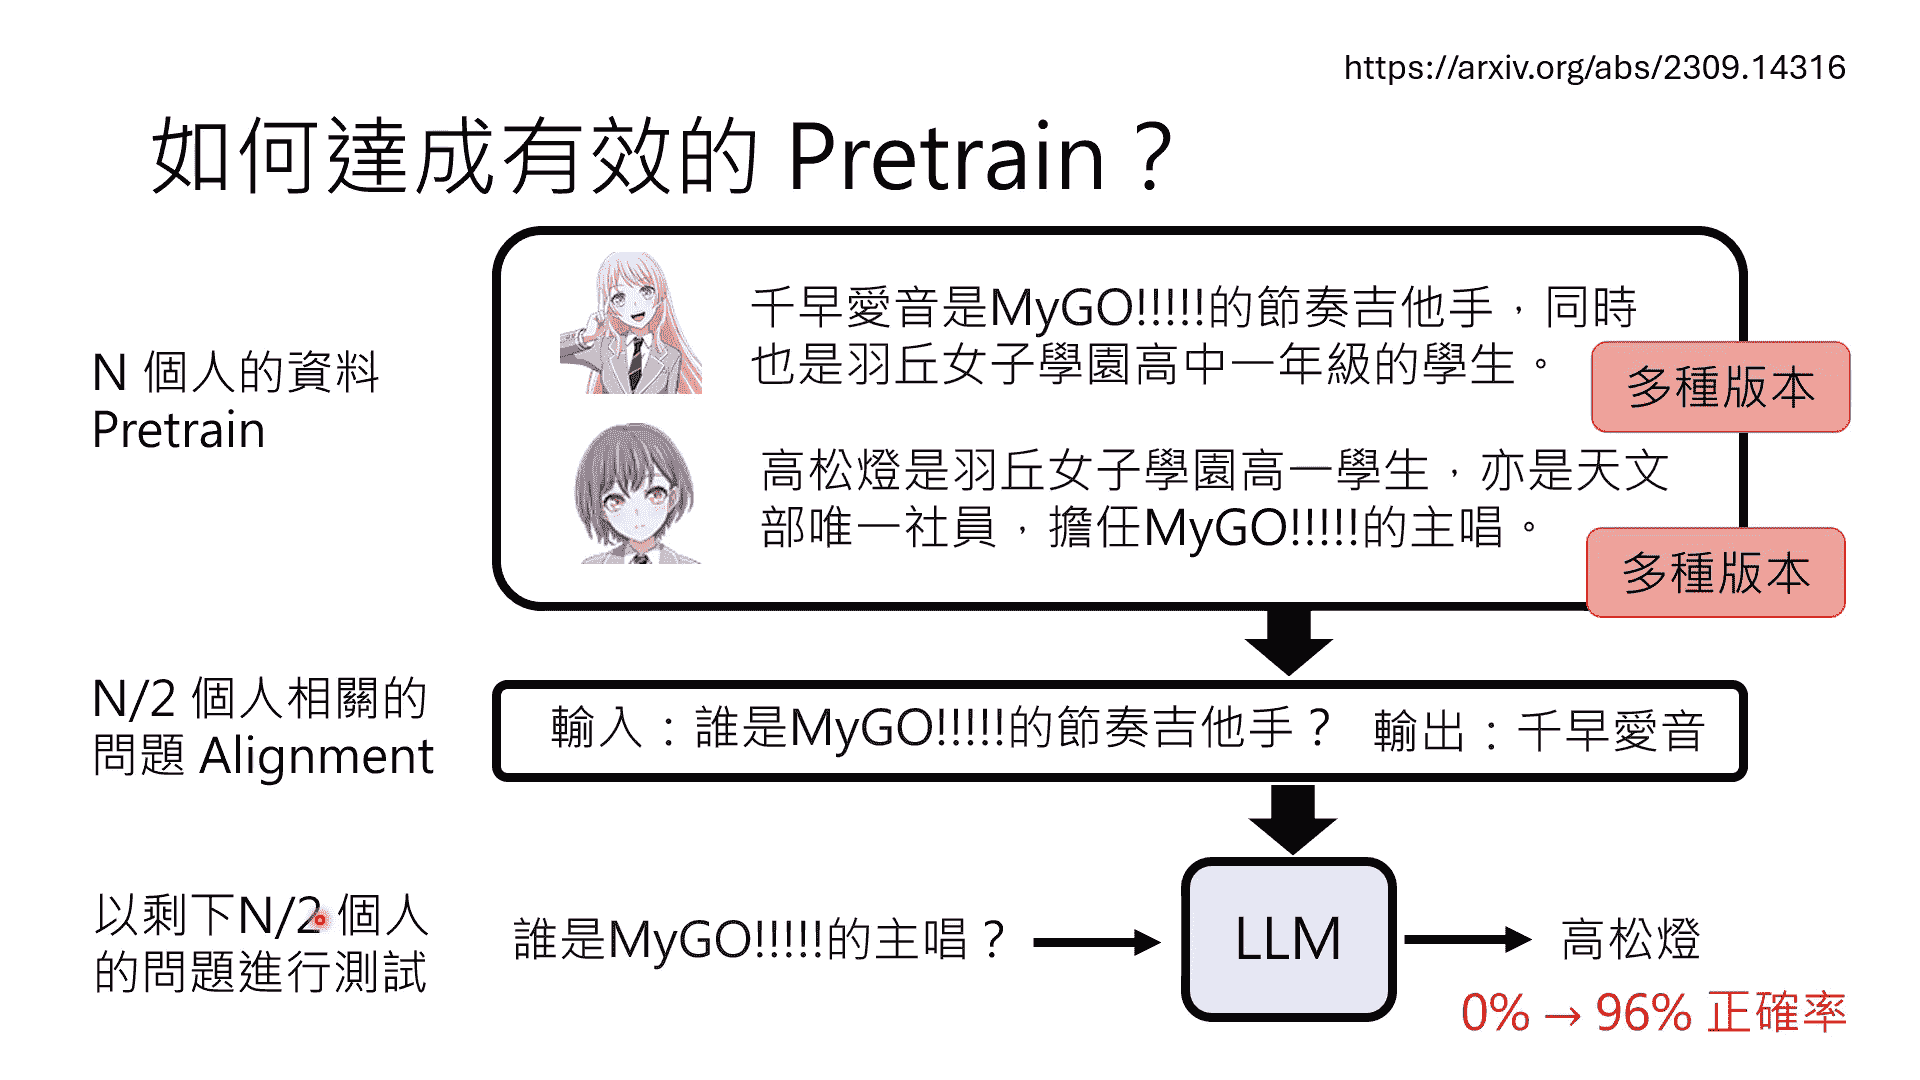 https://arxiv.org/abs/2309.14316
如何達成有效的 Pretrain？
N 個人的資料
Pretrain
千早愛音是MyGO!!!!!的節奏吉他手，同時
也是羽丘女子學園高中一年級的學生。
多種版本
高松燈是羽丘女子學園高一學生，亦是天文
部唯一社員，擔任MyGO!!!!!的主唱。
多種版本
N/2 個人相關的
問題 Alignment
輸入：誰是MyGO!!!!!的節奏吉他手？ 輸出：千早愛音
以剩下N/2 個人
的問題進行測試
誰是MyGO!!!!!的主唱？
LLM
高松燈
0% → 96% 正確率